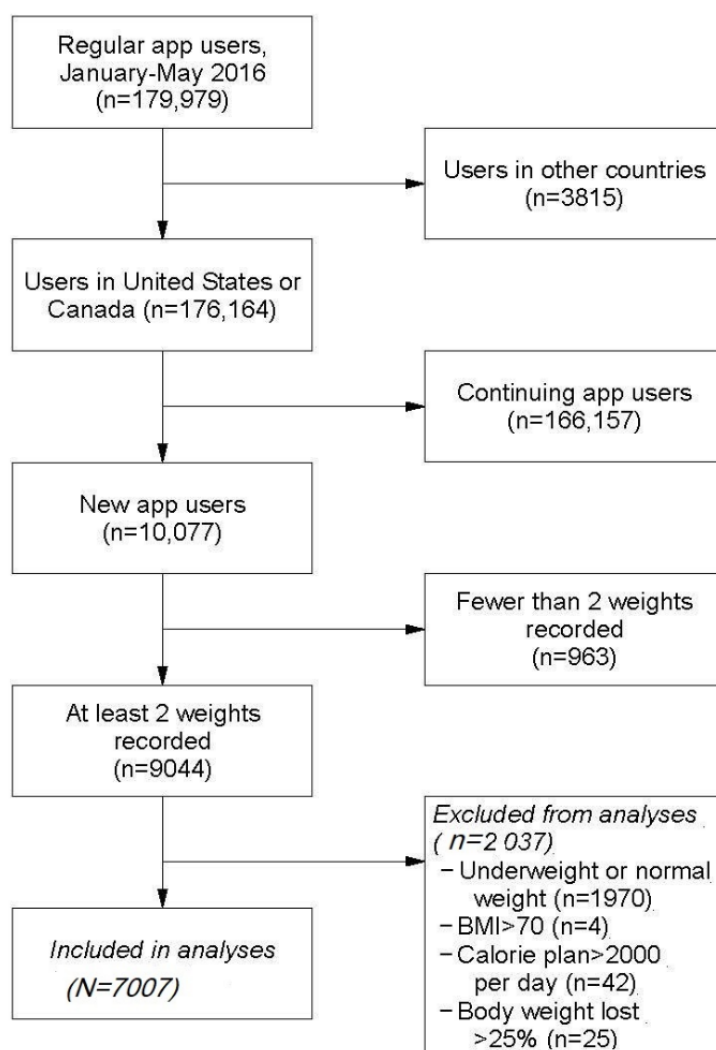 Regular app users,
January-May 2016
(n=179,979)
Users in other countries
(n=3815)
Users in United States or
Canada (n=176,164)
Continuing app users
(n=166,157)
New app users
(n=10,077)
Fewer than 2 weights
recorded
(n=963)
At least 2 weights
recorded
(n=9044)
Excluded from analyses
( n=2 037)
− Underweight or normal
weight (n=1970)
− BMI>70 (n=4)
− Calorie plan>2000
per day (n=42)
− Body weight lost
>25% (n=25)
Included in analyses
(N=7007)